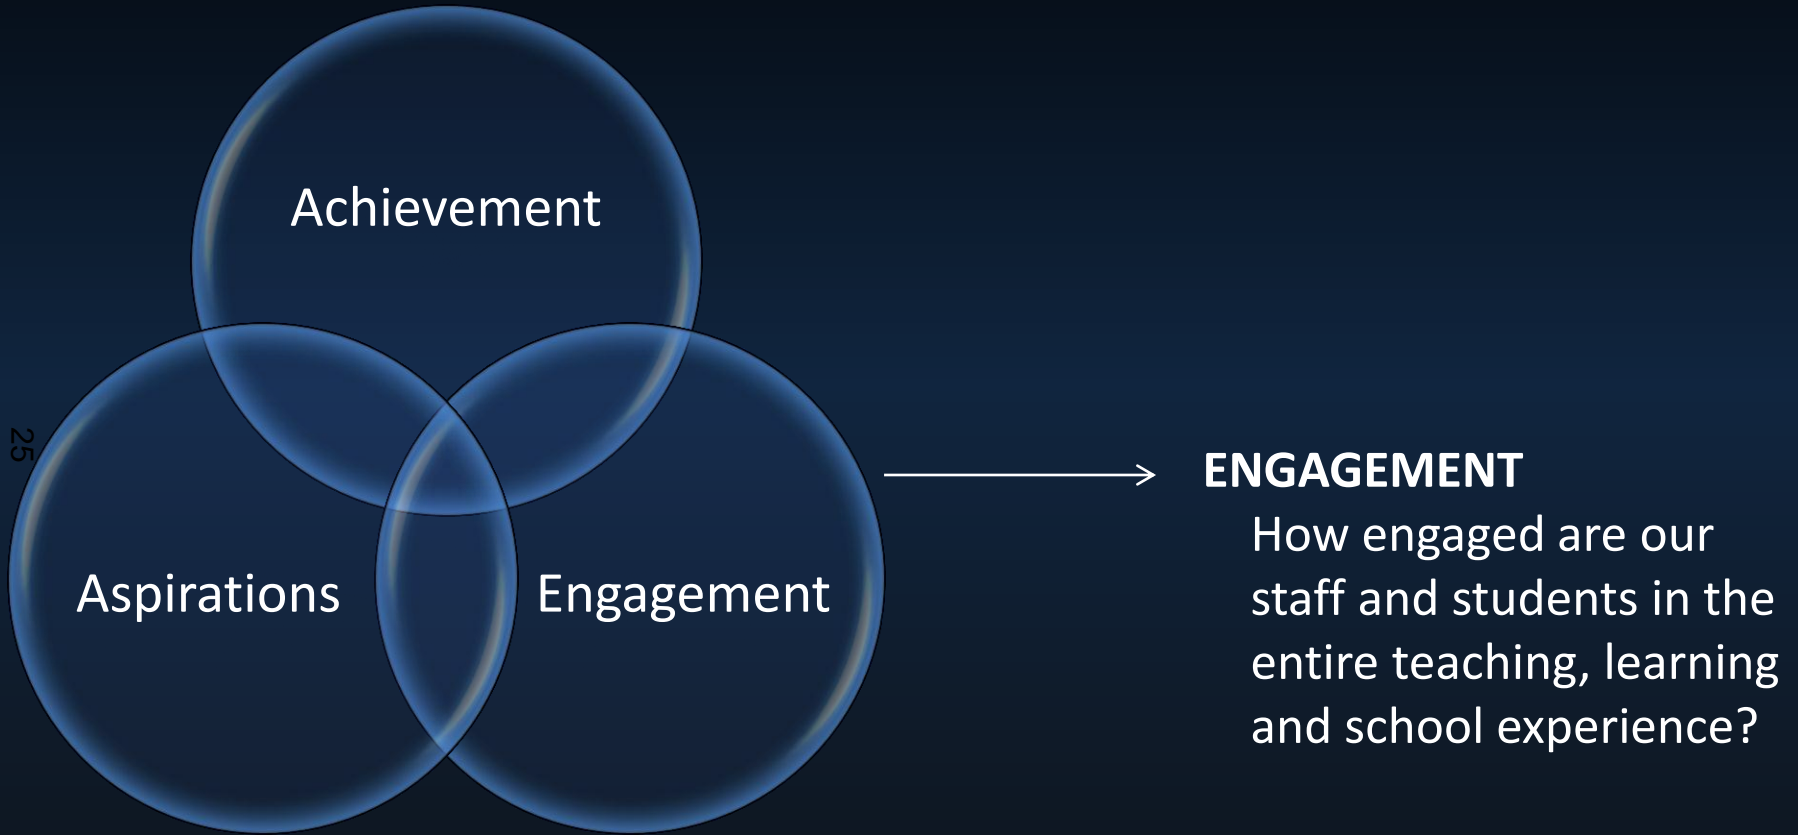 Achievement
Aspirations
Engagement
25
ENGAGEMENT
How engaged are our
staff and students in the
entire teaching, learning
and school experience?